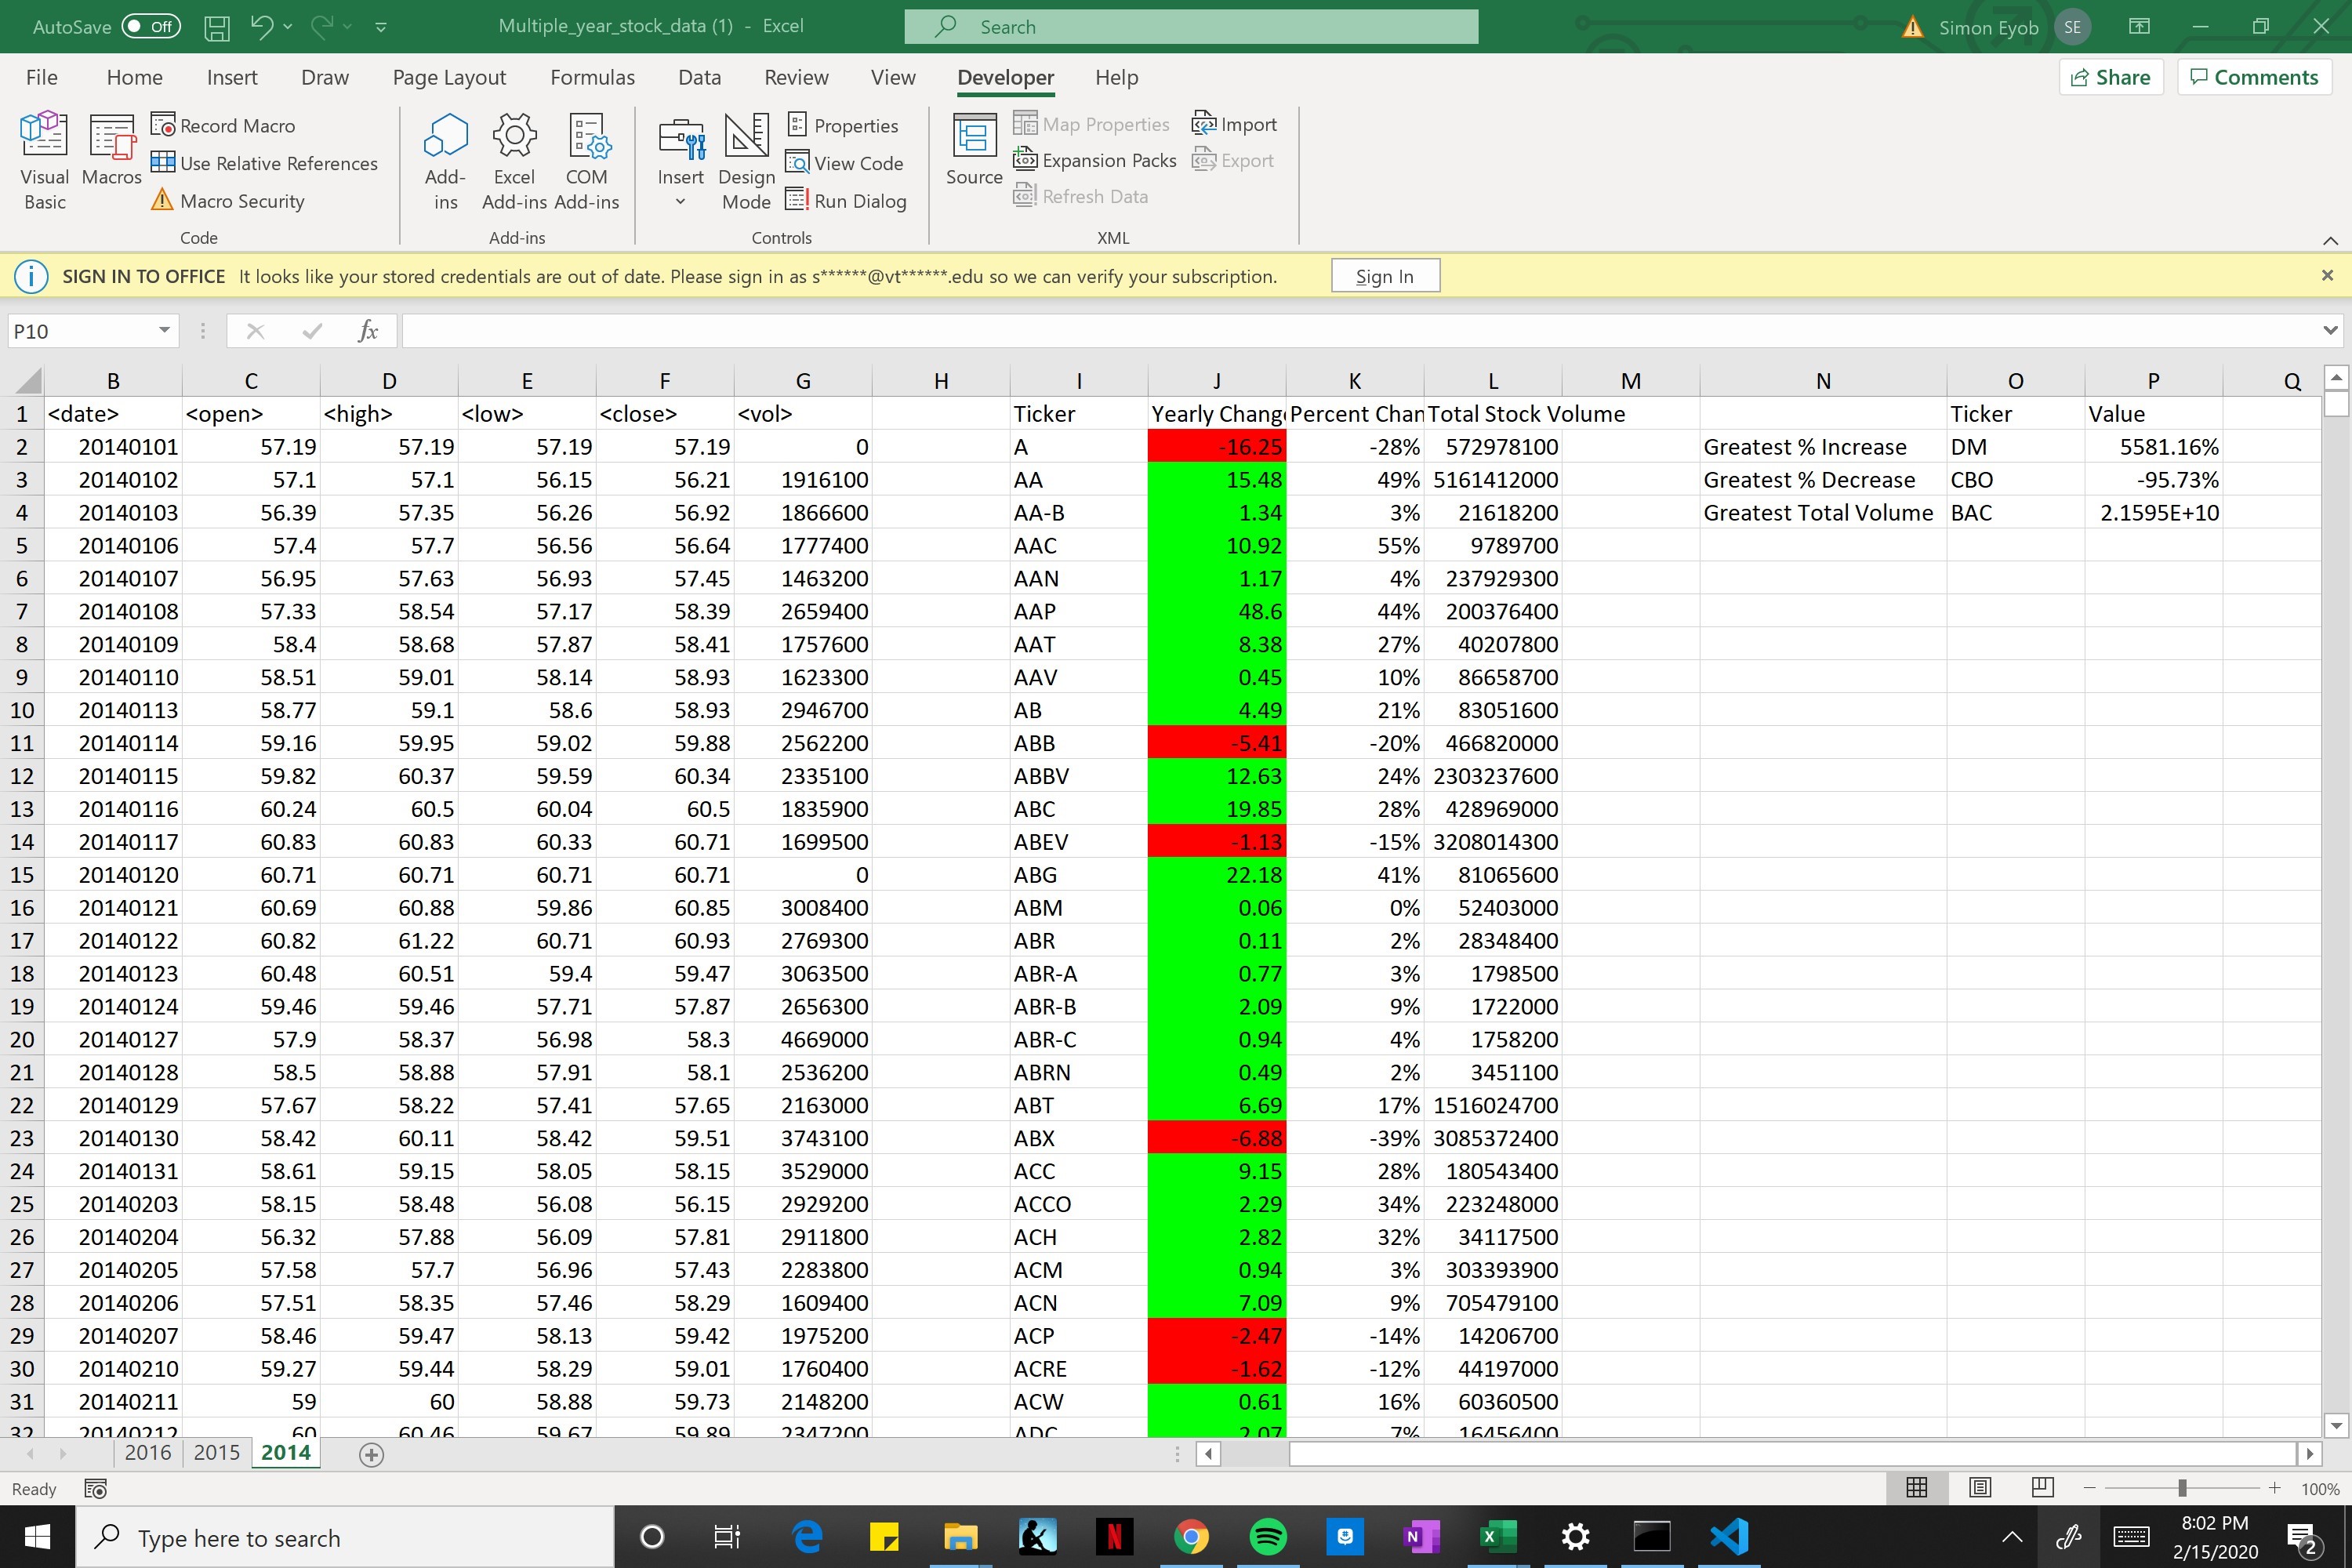 AutoSave Off Multiple_year_stock_data (1) - Excel Search Simon Eyob SE
File Home Insert Draw Page Layout Formulas Data Review View Developer Help Share Comments
Visual Basic
Macros
Record Macro
Use Relative References
Macro Security
Code
Add-ins
Excel Add-ins
COM Add-ins
Add-ins
Insert
Design Mode
Properties
View Code
Run Dialog
Controls
Source
Map Properties
Expansion Packs
Refresh Data
Import
Export
XML
SIGN IN TO OFFICE It looks like your stored credentials are out of date. Please sign in as s******@vt******.edu so we can verify your subscription. Sign In
P10 fx
B C D E F G H I J K L M N O P Q
1 <date> <open> <high> <low> <close> <vol> Ticker Yearly Change Percent Chan Total Stock Volume Ticker Value
2 20140101 57.19 57.19 57.19 57.19 0 A -16.25 -28% 572978100 Greatest % Increase DM 5581.16%
3 20140102 57.1 57.1 56.15 56.21 1916100 AA 15.48 49% 5161412000 Greatest % Decrease CBO -95.73%
4 20140103 56.39 57.35 56.26 56.92 1866600 AA-B 1.34 3% 21618200 Greatest Total Volume BAC 2.1595E+10
5 20140106 57.4 57.7 56.56 56.64 1777400 AAC 10.92 55% 9789700
6 20140107 56.95 57.63 56.93 57.45 1463200 AAN 1.17 4% 237929300
7 20140108 57.33 58.54 57.17 58.39 2659400 AAP 48.6 44% 200376400
8 20140109 58.4 58.68 57.87 58.41 1757600 AAT 8.38 27% 40207800
9 20140110 58.51 59.01 58.14 58.93 1623300 AAV 0.45 10% 86658700
10 20140113 58.77 59.1 58.6 58.93 2946700 AB 4.49 21% 83051600
11 20140114 59.16 59.95 59.02 59.88 2562200 ABB -5.41 -20% 466820000
12 20140115 59.82 60.37 59.59 60.34 2335100 ABBV 12.63 24% 2303237600
13 20140116 60.24 60.5 60.04 60.5 1835900 ABC 19.85 28% 428969000
14 20140117 60.83 60.83 60.33 60.71 1699500 ABEV -1.13 -15% 3208014300
15 20140120 60.71 60.71 60.71 60.71 0 ABG 22.18 41% 81065600
16 20140121 60.69 60.88 59.86 60.85 3008400 ABM 0.06 0% 52403000
17 20140122 60.82 61.22 60.71 60.93 2769300 ABR 0.11 2% 28348400
18 20140123 60.48 60.51 59.4 59.47 3063500 ABR-A 0.77 3% 1798500
19 20140124 59.46 59.46 57.71 57.87 2656300 ABR-B 2.09 9% 1722000
20 20140127 57.9 58.37 56.98 58.3 4669000 ABR-C 0.94 4% 1758200
21 20140128 58.5 58.88 57.91 58.1 2536200 ABRN 0.49 2% 3451100
22 20140129 57.67 58.22 57.41 57.65 2163000 ABT 6.69 17% 1516024700
23 20140130 58.42 60.11 58.42 59.51 3743100 ABX -6.88 -39% 3085372400
24 20140131 58.61 59.15 58.05 58.15 3529000 ACC 9.15 28% 180543400
25 20140203 58.15 58.48 56.08 56.15 2929200 ACCO 2.29 34% 223248000
26 20140204 56.32 57.88 56.09 57.81 2911800 ACH 2.82 32% 34117500
27 20140205 57.58 57.7 56.96 57.43 2283800 ACM 0.94 3% 303393900
28 20140206 57.51 58.35 57.46 58.29 1609400 ACN 7.09 9% 705479100
29 20140207 58.46 59.47 58.13 59.42 1975200 ACP -2.47 -14% 14206700
30 20140210 59.27 59.44 58.29 59.01 1760400 ACRE -1.62 -12% 44197000
31 20140211 59 60 58.88 59.73 2148200 ACW 0.61 16% 60360500
32 20140212 60 60.46 59.67 59.89 2347200 ADC 2.07 7% 16456400
2016 2015 2014
Ready 100%
Type here to search 8:02 PM
2/15/2020 2